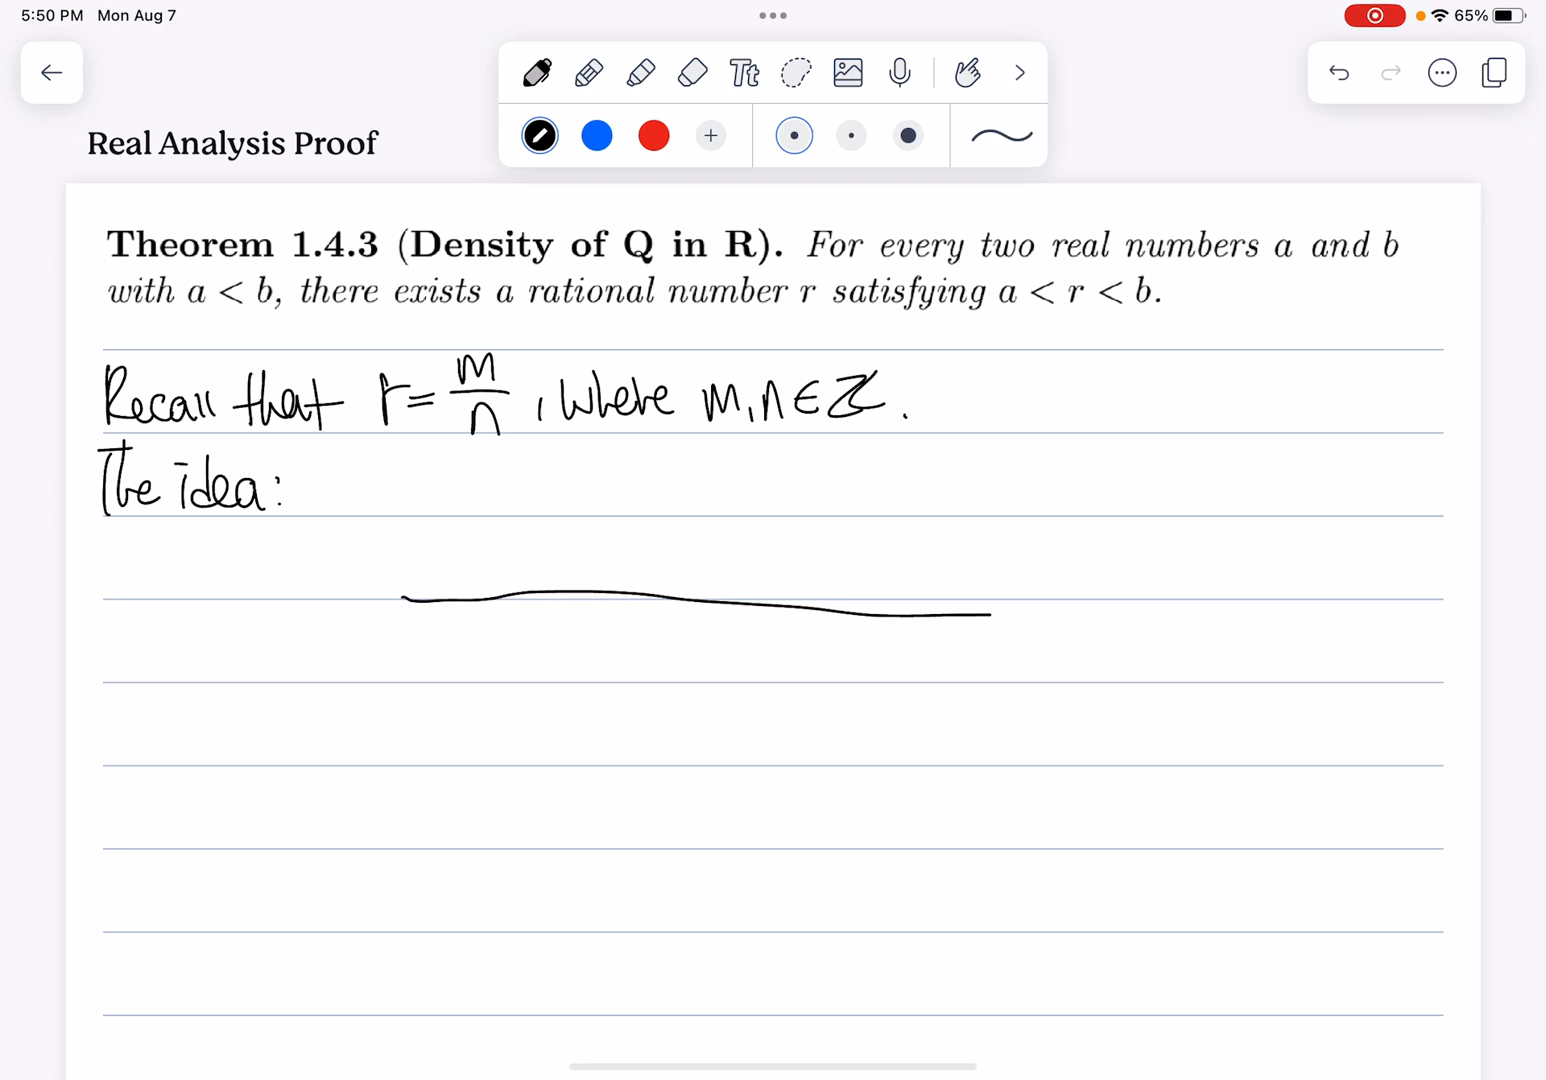 5:50 PM Mon Aug 7
65%
Tt
Real Analysis Proof
Theorem 1.4.3 (Density of Q in R). For every two real numbers a and b
with a < b, there exists a rational number r satisfying a < r < b.
Recall that r = m/n, where m, n ∈ ℤ.
The idea: